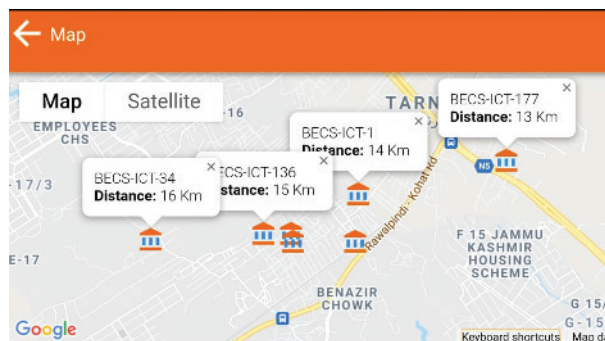 Map
Map
Satellite
-16
EMPLOYEES
CHS
TARN
BECS-ICT-177
Distance: 13 Km
BECS-ICT-1
Distance: 14 Km
BECS-ICT-136
Distance: 15 Km
BECS-ICT-34
Distance: 16 Km
-17/3
N5
Rawalpindi - Kohat Rd
E-17
F 15 JAMMU
KASHMIR
HOUSING
SCHEME
BENAZIR
CHOWK
G 15/
G-15
Google
Keyboard shortcuts
Map da